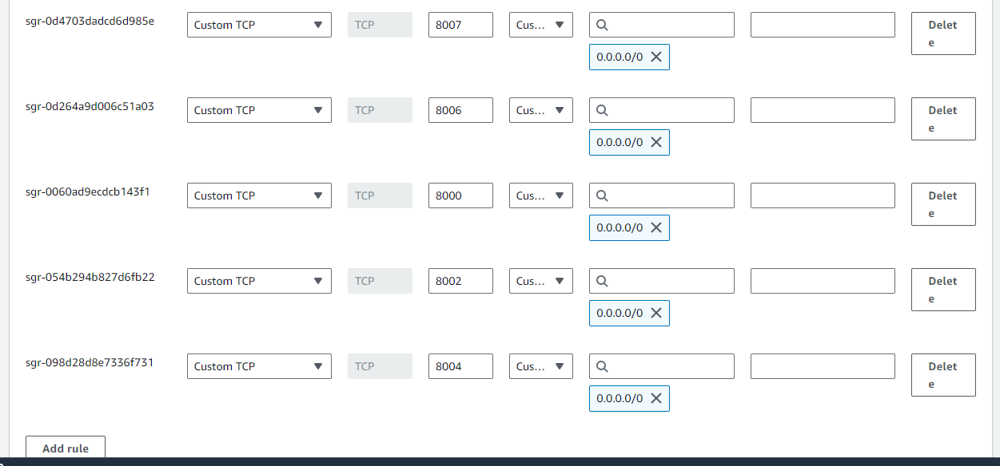 sgr-0d4703dadcd6d985e Custom TCP TCP 8007 Cus... Delet
e
0.0.0.0/0
sgr-0d264a9d006c51a03 Custom TCP TCP 8006 Cus... Delet
e
0.0.0.0/0
sgr-0060ad9ecdcb143f1 Custom TCP TCP 8000 Cus... Delet
e
0.0.0.0/0
sgr-054b294b827d6fb22 Custom TCP TCP 8002 Cus... Delet
e
0.0.0.0/0
sgr-098d28d8e7336f731 Custom TCP TCP 8004 Cus... Delet
e
0.0.0.0/0
Add rule